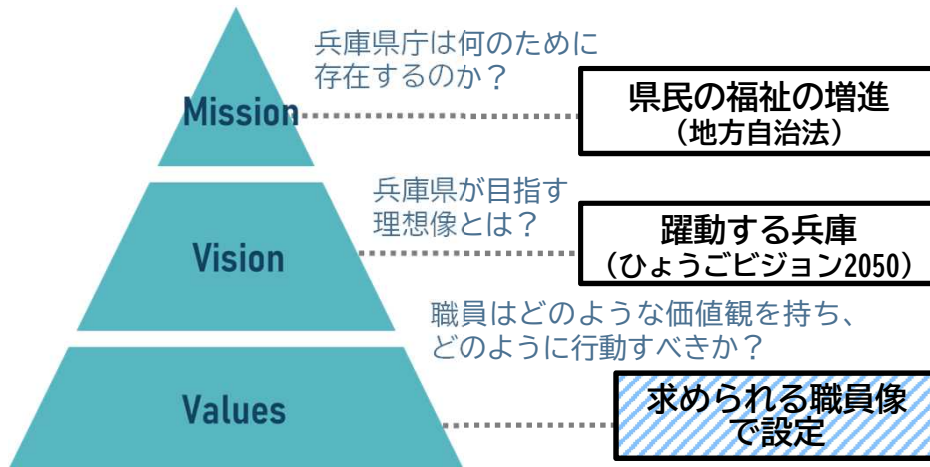 兵庫県庁は何のために
存在するのか？
Mission
県民の福祉の増進
（地方自治法）
兵庫県が目指す
理想像とは？
Vision
躍動する兵庫
（ひょうごビジョン2050）
職員はどのような価値観を持ち、
どのように行動すべきか？
Values
求められる職員像
で設定